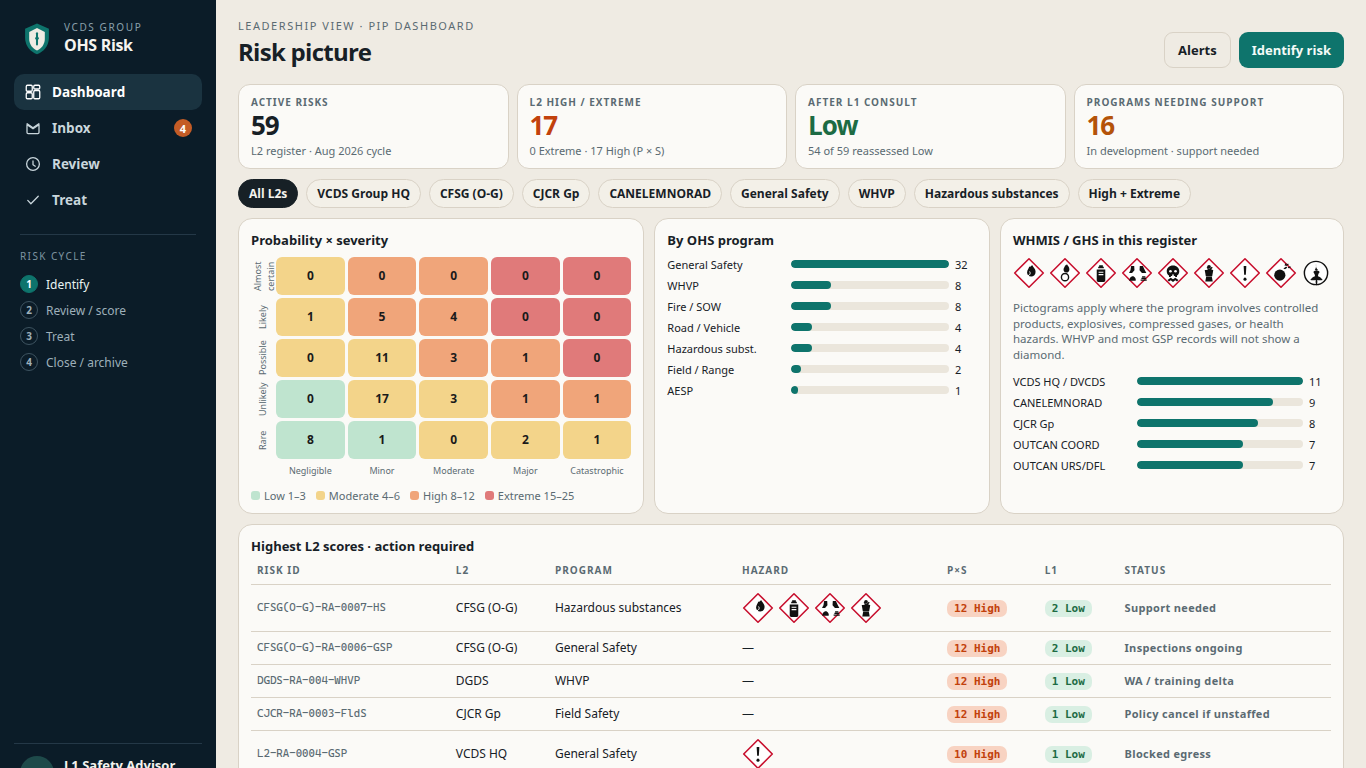 VCDS GROUP
OHS Risk
Dashboard
Inbox 4
Review
Treat
RISK CYCLE
1 Identify
2 Review / score
3 Treat
4 Close / archive
L1 Safety Advisor
LEADERSHIP VIEW · PIP DASHBOARD
Risk picture
Alerts
Identify risk
ACTIVE RISKS
59
L2 register · Aug 2026 cycle
L2 HIGH / EXTREME
17
0 Extreme · 17 High (P × S)
AFTER L1 CONSULT
Low
54 of 59 reassessed Low
PROGRAMS NEEDING SUPPORT
16
In development · support needed
All L2s
VCDS Group HQ
CFSG (O-G)
CJCR Gp
CANELEMNORAD
General Safety
WHVP
Hazardous substances
High + Extreme
Probability × severity
Almost certain 0 0 0 0 0
Likely 1 5 4 0 0
Possible 0 11 3 1 0
Unlikely 0 17 3 1 1
Rare 8 1 0 2 1
Negligible Minor Moderate Major Catastrophic
Low 1–3 Moderate 4–6 High 8–12 Extreme 15–25
By OHS program
General Safety 32
WHVP 8
Fire / SOW 8
Road / Vehicle 4
Hazardous subst. 4
Field / Range 2
AESP 1
WHMIS / GHS in this register
Pictograms apply where the program involves controlled
products, explosives, compressed gases, or health
hazards. WHVP and most GSP records will not show a
diamond.
VCDS HQ / DVCDS 11
CANELEMNORAD 9
CJCR Gp 8
OUTCAN COORD 7
OUTCAN URS/DFL 7
Highest L2 scores · action required
RISK ID L2 PROGRAM HAZARD P×S L1 STATUS
CFSG(O-G)-RA-0007-HS CFSG (O-G) Hazardous substances 12 High 2 Low Support needed
CFSG(O-G)-RA-0006-GSP CFSG (O-G) General Safety — 12 High 2 Low Inspections ongoing
DGDS-RA-004-WHVP DGDS WHVP — 12 High 1 Low WA / training delta
CJCR-RA-0003-FldS CJCR Gp Field Safety — 12 High 1 Low Policy cancel if unstaffed
L2-RA-0004-GSP VCDS HQ General Safety 10 High 1 Low Blocked egress